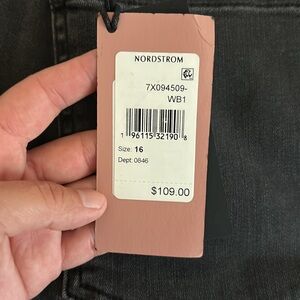 NORDSTROM
7X094509-
WB1
1 96115 32190 8
Size: 16
Dept: 0846
$109.00